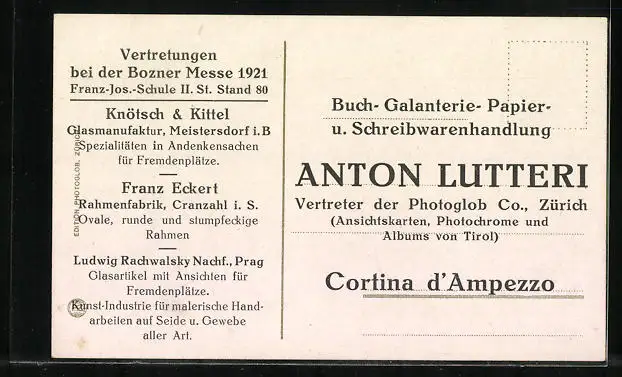 Vertretungen
bei der Bozner Messe 1921
Franz-Jos.-Schule II. St. Stand 80
Knötsch & Kittel
Glasmanufaktur, Meistersdorf i.B
Spezialitäten in Andenkensachen
für Fremdenplätze.
Franz Eckert
Rahmenfabrik, Cranzahl i. S.
Ovale, runde und stumpfeckige
Rahmen
Ludwig Rachwalsky Nachf., Prag
Glasartikel mit Ansichten für
Fremdenplätze.
Kunst-Industrie für malerische Hand-
arbeiten auf Seide u. Gewebe
aller Art.
EDITION PHOTOGLOB, ZÜRICH
Buch- Galanterie- Papier-
u. Schreibwarenhandlung
ANTON LUTTERI
Vertreter der Photoglob Co., Zürich
(Ansichtskarten, Photochrome und
Albums von Tirol)
Cortina d'Ampezzo